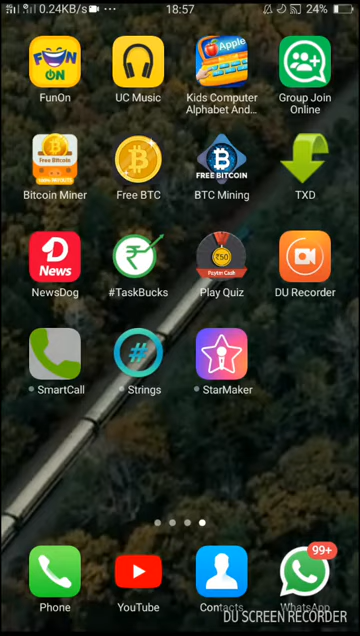 0.24KB/s ... 18:57 24%
FUN
ON
Apple
FunOn UC Music Kids Computer Alphabet And... Group Join Online
Free Bitcoin
FREE BITCOIN
Bitcoin Miner Free BTC BTC Mining TXD
News
₹50
Paytm Cash
NewsDog #TaskBucks Play Quiz DU Recorder
#
SmartCall Strings StarMaker
99+
Phone YouTube Contacts WhatsApp
DU SCREEN RECORDER